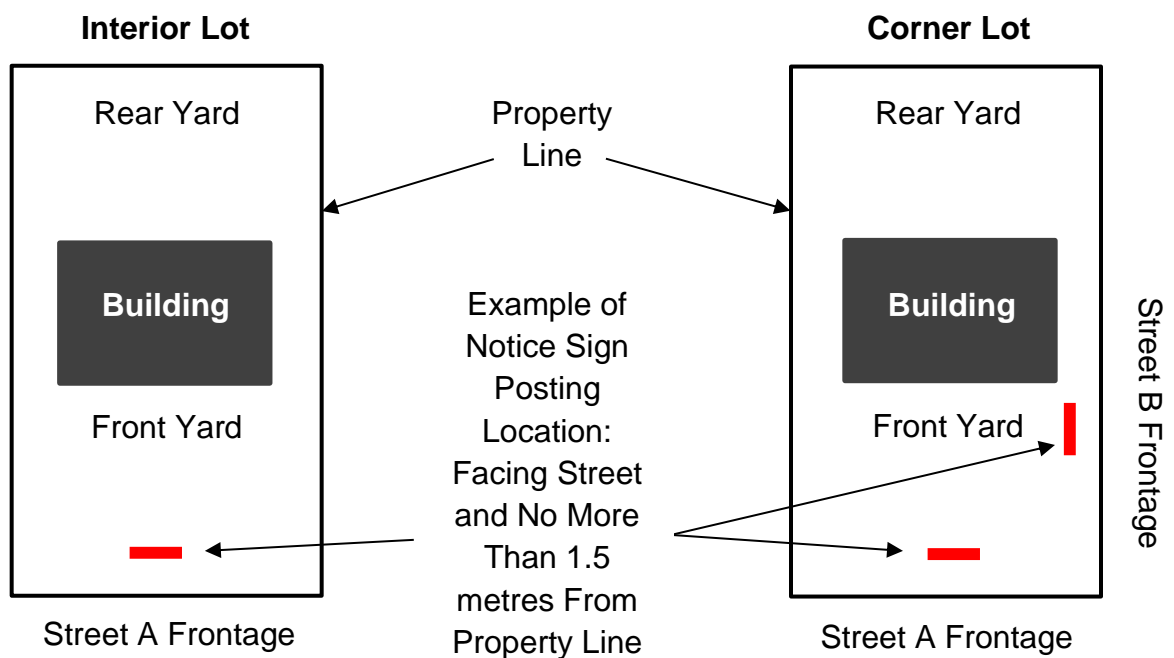 Interior Lot
Corner Lot
Rear Yard
Property
Line
Rear Yard
Building
Example of
Notice Sign
Posting
Location:
Facing Street
and No More
Than 1.5
metres From
Property Line
Building
Front Yard
Front Yard
Street B Frontage
Street A Frontage
Street A Frontage